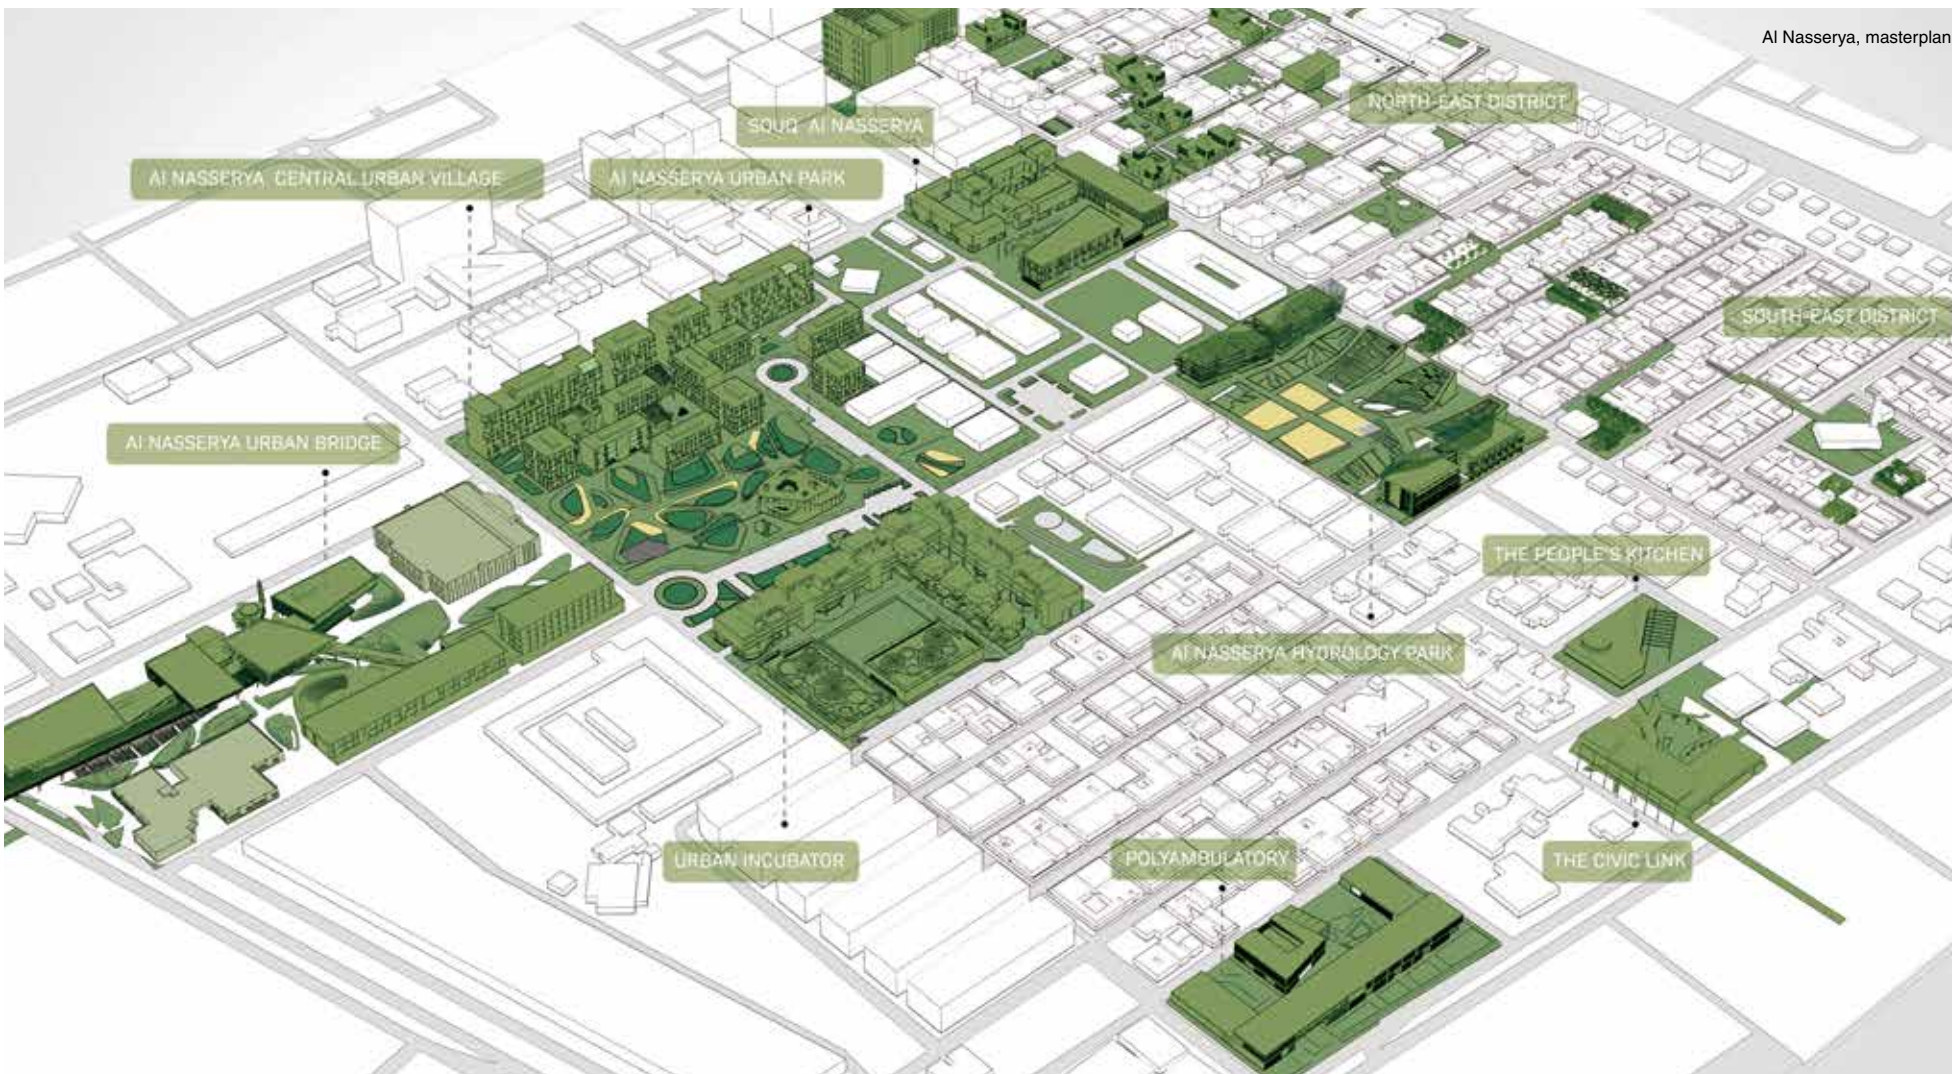 Al Nasserya, masterplan
NORTH-EAST DISTRICT
SOUQ Al NASSERYA
Al NASSERYA CENTRAL URBAN VILLAGE
Al NASSERYA URBAN PARK
SOUTH-EAST DISTRICT
Al NASSERYA URBAN BRIDGE
THE PEOPLE'S KITCHEN
Al NASSERYA HYDROLOGY PARK
URBAN INCUBATOR
POLYAMBULATORY
THE CIVIC LINK